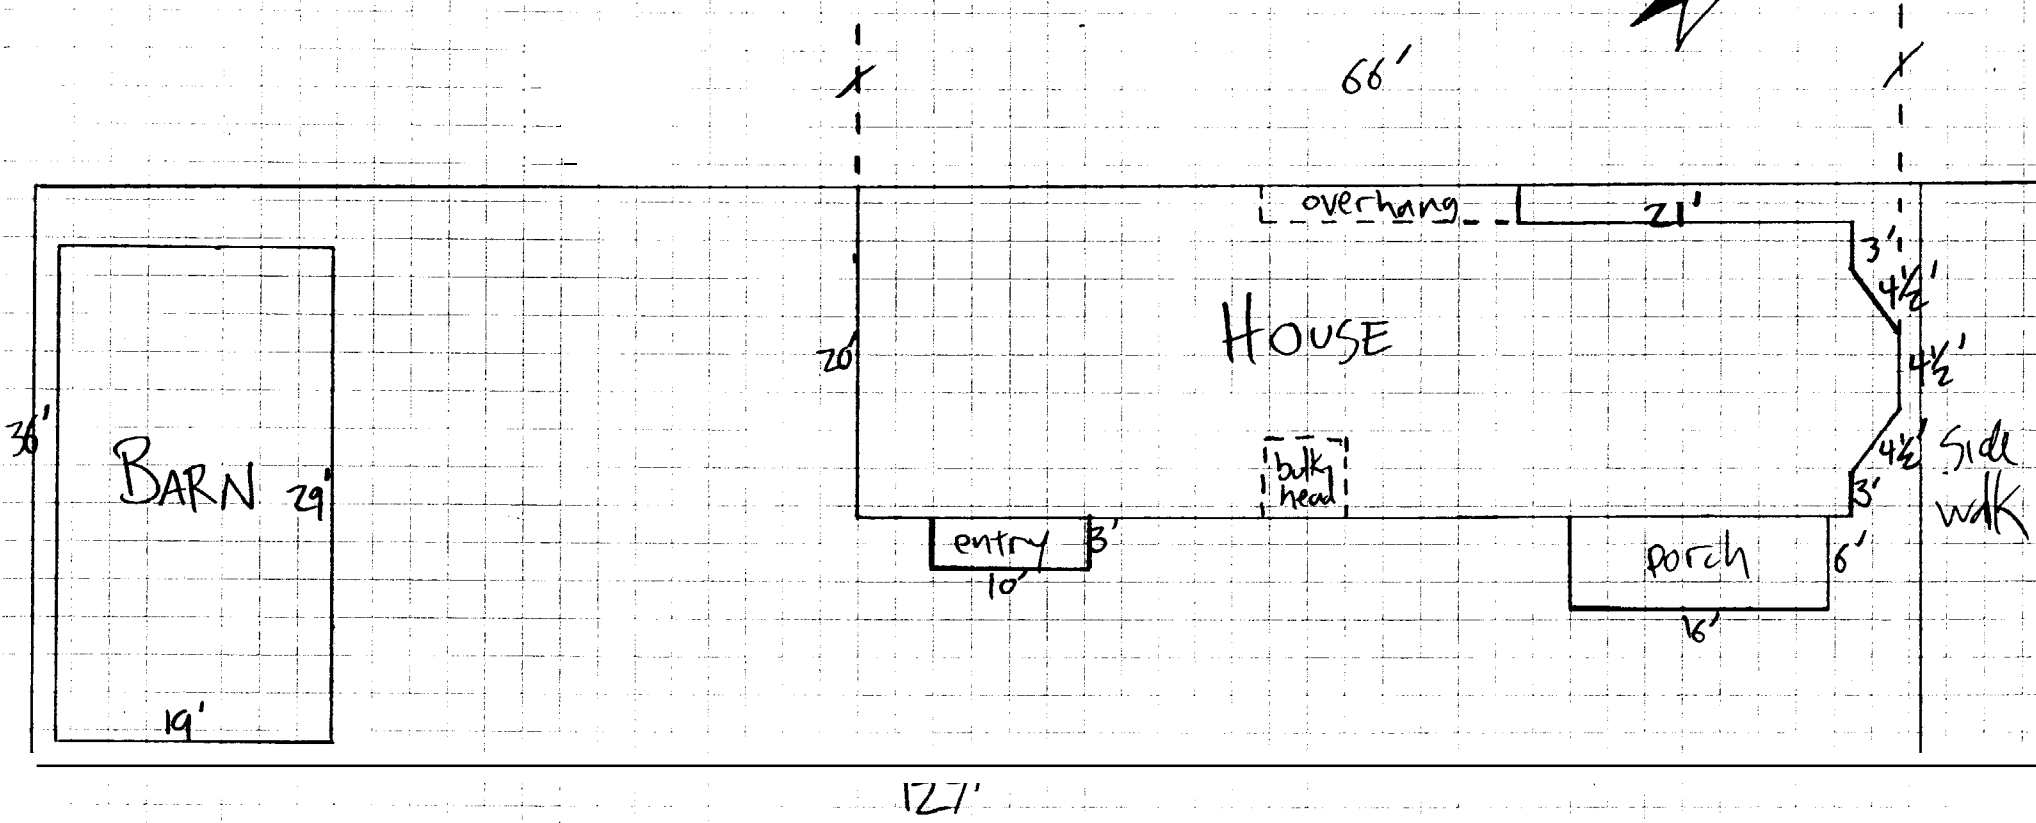 66'
overhang
21'
3'
4½'
HOUSE
20'
4½'
36'
BARN
29'
bulk
head
4½'
3'
Side
walk
entry
3'
10'
porch
6'
16'
19'
127'